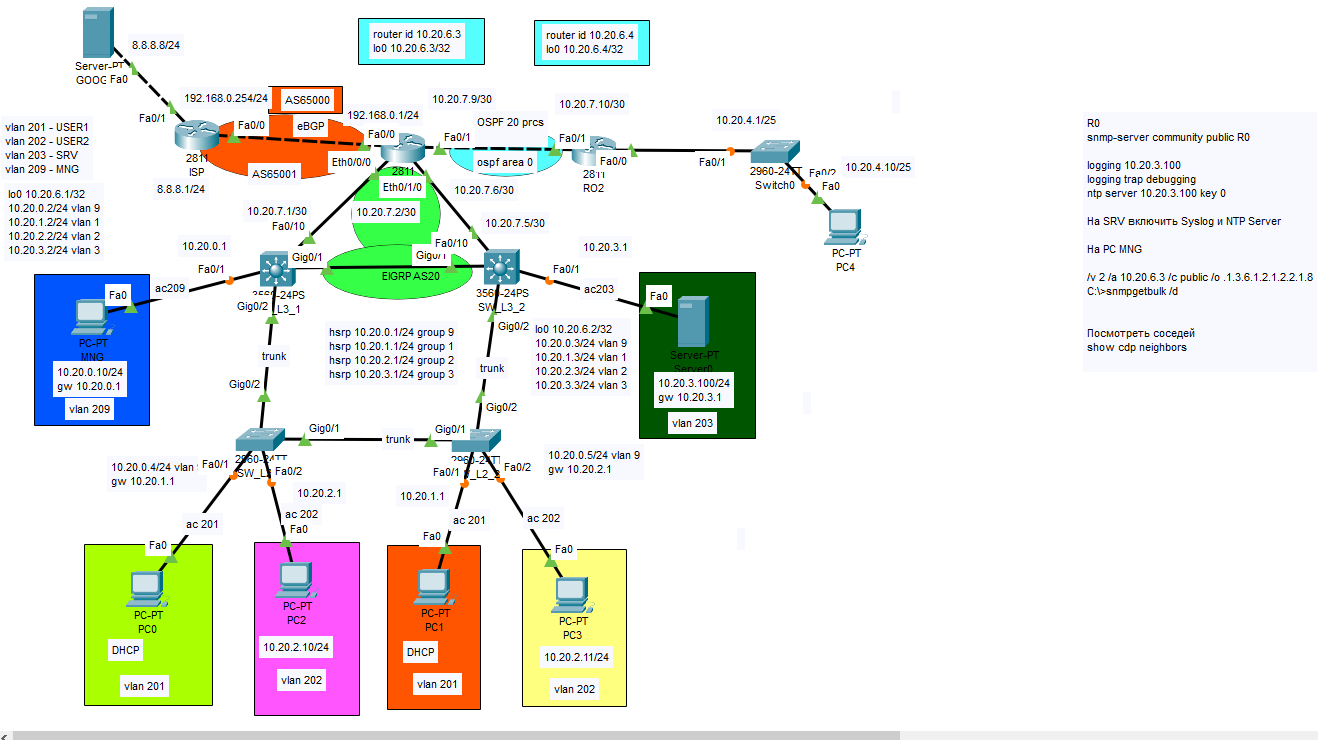 router id 10.20.6.3
lo0 10.20.6.3/32
router id 10.20.6.4
lo0 10.20.6.4/32
8.8.8.8/24
Server-PT
GOOG
Fa0
192.168.0.254/24
AS65000
Fa0/1
Fa0/0
eBGP
192.168.0.1/24
Fa0/0
10.20.7.9/30
10.20.7.10/30
OSPF 20 prcs
Fa0/1
ospf area 0
Fa0/1
Fa0/0
2811
ISP
AS65001
Eth0/0/0
2811
Eth0/1/0
2811
RO2
10.20.4.1/25
Fa0/1
2960-24TT
Switch0
Fa0/2
Fa0
10.20.4.10/25
PC-PT
PC4
vlan 201 - USER1
vlan 202 - USER2
vlan 203 - SRV
vlan 209 - MNG
8.8.8.1/24
lo0 10.20.6.1/32
10.20.0.2/24 vlan 9
10.20.1.2/24 vlan 1
10.20.2.2/24 vlan 2
10.20.3.2/24 vlan 3
R0
snmp-server community public R0
logging 10.20.3.100
logging trap debugging
ntp server 10.20.3.100 key 0
На SRV включить Syslog и NTP Server
На PC MNG
/v 2 /a 10.20.6.3 /c public /o .1.3.6.1.2.1.2.2.1.8
C:\>snmpgetbulk /d
Посмотреть соседей
show cdp neighbors
10.20.7.1/30
Fa0/10
10.20.7.2/30
10.20.7.6/30
10.20.7.5/30
Fa0/10
10.20.0.1
Fa0/1
Gig0/1
Gig0/1
EIGRP AS20
10.20.3.1
Fa0/1
ac209
ac203
3560-24PS
_L3_1
3560-24PS
SW_L3_2
Gig0/2
Gig0/2
Fa0
PC-PT
MNG
10.20.0.10/24
gw 10.20.0.1
vlan 209
hsrp 10.20.0.1/24 group 9
hsrp 10.20.1.1/24 group 1
hsrp 10.20.2.1/24 group 2
hsrp 10.20.3.1/24 group 3
lo0 10.20.6.2/32
10.20.0.3/24 vlan 9
10.20.1.3/24 vlan 1
10.20.2.3/24 vlan 2
10.20.3.3/24 vlan 3
Fa0
Server-PT
Server0
10.20.3.100/24
gw 10.20.3.1
vlan 203
trunk
trunk
Gig0/2
Gig0/2
Gig0/1
trunk
Gig0/1
10.20.0.4/24 vlan
gw 10.20.1.1
Fa0/1
2960-24TT
Fa0/2
2960-24TT
Fa0/1
Fa0/2
10.20.0.5/24 vlan 9
gw 10.20.2.1
10.20.2.1
10.20.1.1
ac 201
ac 202
ac 201
ac 202
Fa0
Fa0
Fa0
Fa0
PC-PT
PC0
DHCP
vlan 201
PC-PT
PC2
10.20.2.10/24
vlan 202
PC-PT
PC1
DHCP
vlan 201
PC-PT
PC3
10.20.2.11/24
vlan 202